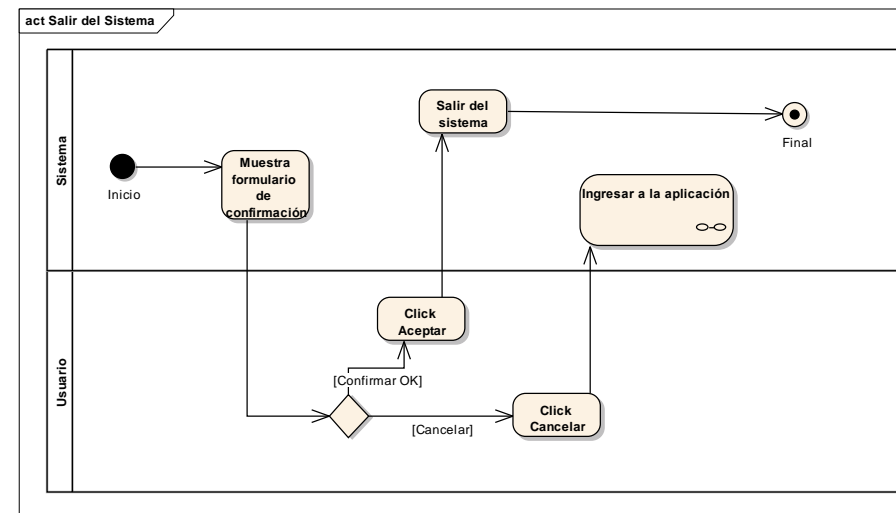 act Salir del Sistema
Sistema
Salir del
sistema
Final
Inicio
Muestra
formulario
de
confirmación
Ingresar a la aplicación
Usuario
Click
Aceptar
[Confirmar OK]
Click
Cancelar
[Cancelar]